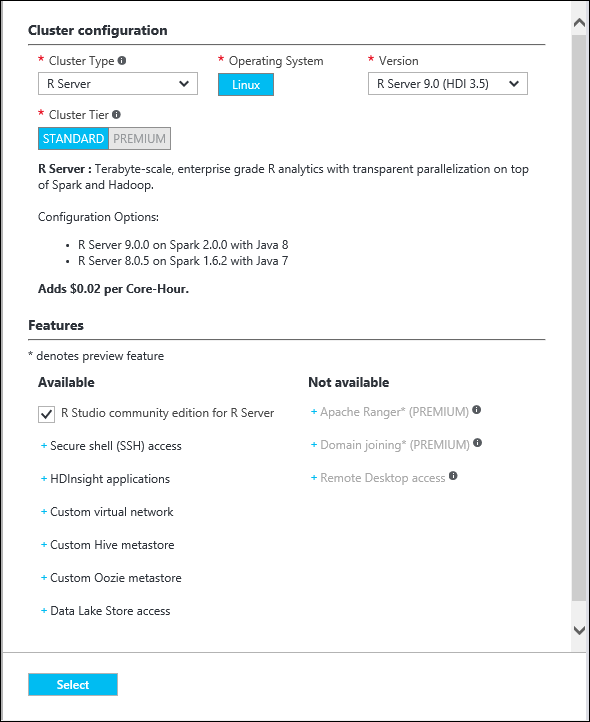 Cluster configuration
* Cluster Type * Operating System * Version
R Server Linux R Server 9.0 (HDI 3.5)
* Cluster Tier
STANDARD PREMIUM
R Server : Terabyte-scale, enterprise grade R analytics with transparent parallelization on top
of Spark and Hadoop.
Configuration Options:
• R Server 9.0.0 on Spark 2.0.0 with Java 8
• R Server 8.0.5 on Spark 1.6.2 with Java 7
Adds $0.02 per Core-Hour.
Features
* denotes preview feature
Available
R Studio community edition for R Server
+ Secure shell (SSH) access
+ HDInsight applications
+ Custom virtual network
+ Custom Hive metastore
+ Custom Oozie metastore
+ Data Lake Store access
Not available
+ Apache Ranger* (PREMIUM)
+ Domain joining* (PREMIUM)
+ Remote Desktop access
Select